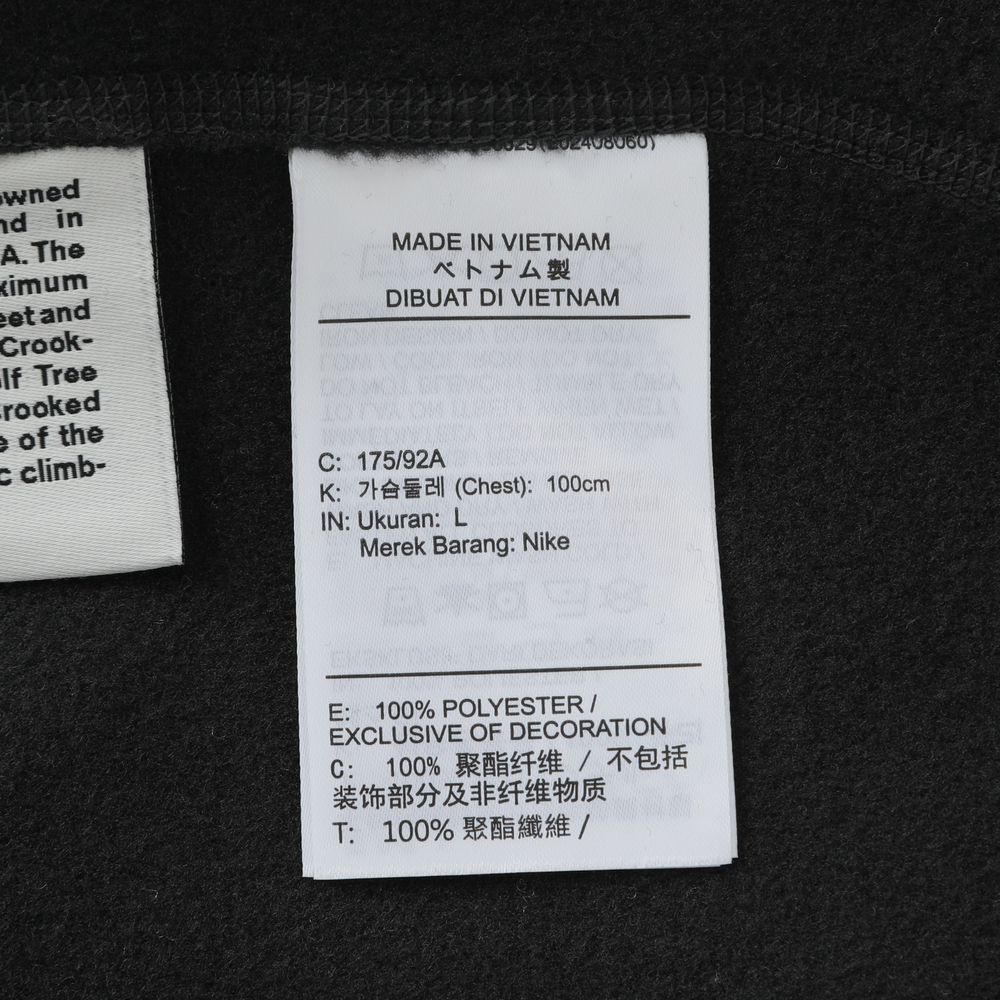 owned
nd in
A. The
ximum
eet and
Crook-
lf Tree
rooked
e of the
c climb-
(202408060)
MADE IN VIETNAM
ベトナム製
DIBUAT DI VIETNAM
C: 175/92A
K: 가슴둘레 (Chest): 100cm
IN: Ukuran: L
Merek Barang: Nike
E: 100% POLYESTER /
EXCLUSIVE OF DECORATION
C: 100% 聚酯纤维 / 不包括
装饰部分及非纤维物质
T: 100% 聚酯纖維 /